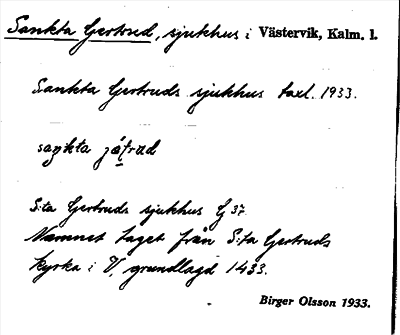 Sankta Gertrud, sjukhus i Västervik, Kalm. l.
Sankta Gertruds sjukhus taxl. 1933.
sankta
S:ta Gertruds sjukhus G 37
Namnet taget från S:ta Gertruds
kyrka i V, grundlagd 1433.
Birger Olsson 1933.